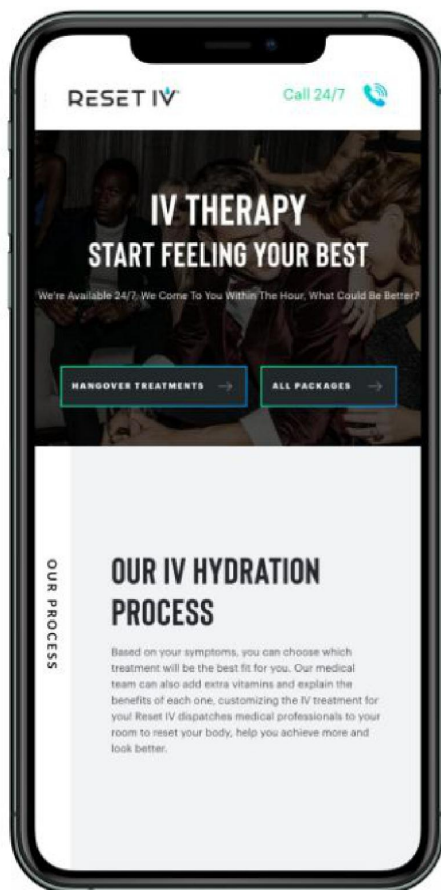 RESET IV
Call 24/7
IV THERAPY
START FEELING YOUR BEST
We're Available 24/7, We Come To You Within The Hour, What Could Be Better?
HANGOVER TREATMENTS
ALL PACKAGES
OUR PROCESS
OUR IV HYDRATION
PROCESS
Based on your symptoms, you can choose which
treatment will be the best fit for you. Our medical
team can also add extra vitamins and explain the
benefits of each one, customizing the IV treatment for
you! Reset IV dispatches medical professionals to your
room to reset your body, help you achieve more and
look better.